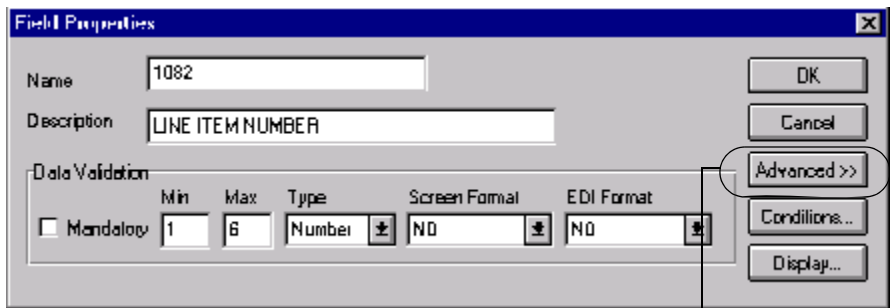 Field Properties
Name
1082
OK
Description
LINE ITEM NUMBER
Cancel
Data Validation
Advanced >>
Min Max Type Screen Format EDI Format
Mandatory 1 6 Number N0 N0
Conditions...
Display...